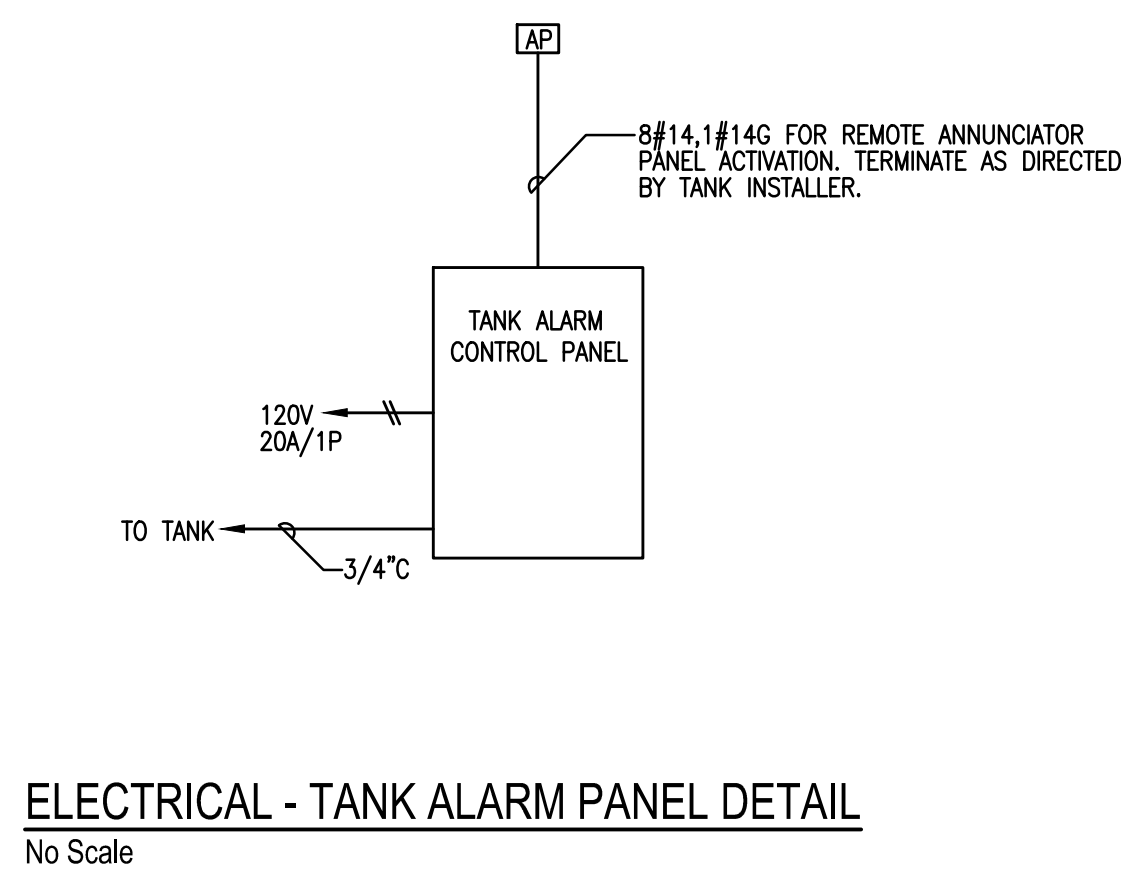 AP
8#14,1#14G FOR REMOTE ANNUNCIATOR
PANEL ACTIVATION. TERMINATE AS DIRECTED
BY TANK INSTALLER.
TANK ALARM
CONTROL PANEL
120V
20A/1P
TO TANK
3/4"C
ELECTRICAL - TANK ALARM PANEL DETAIL
No Scale